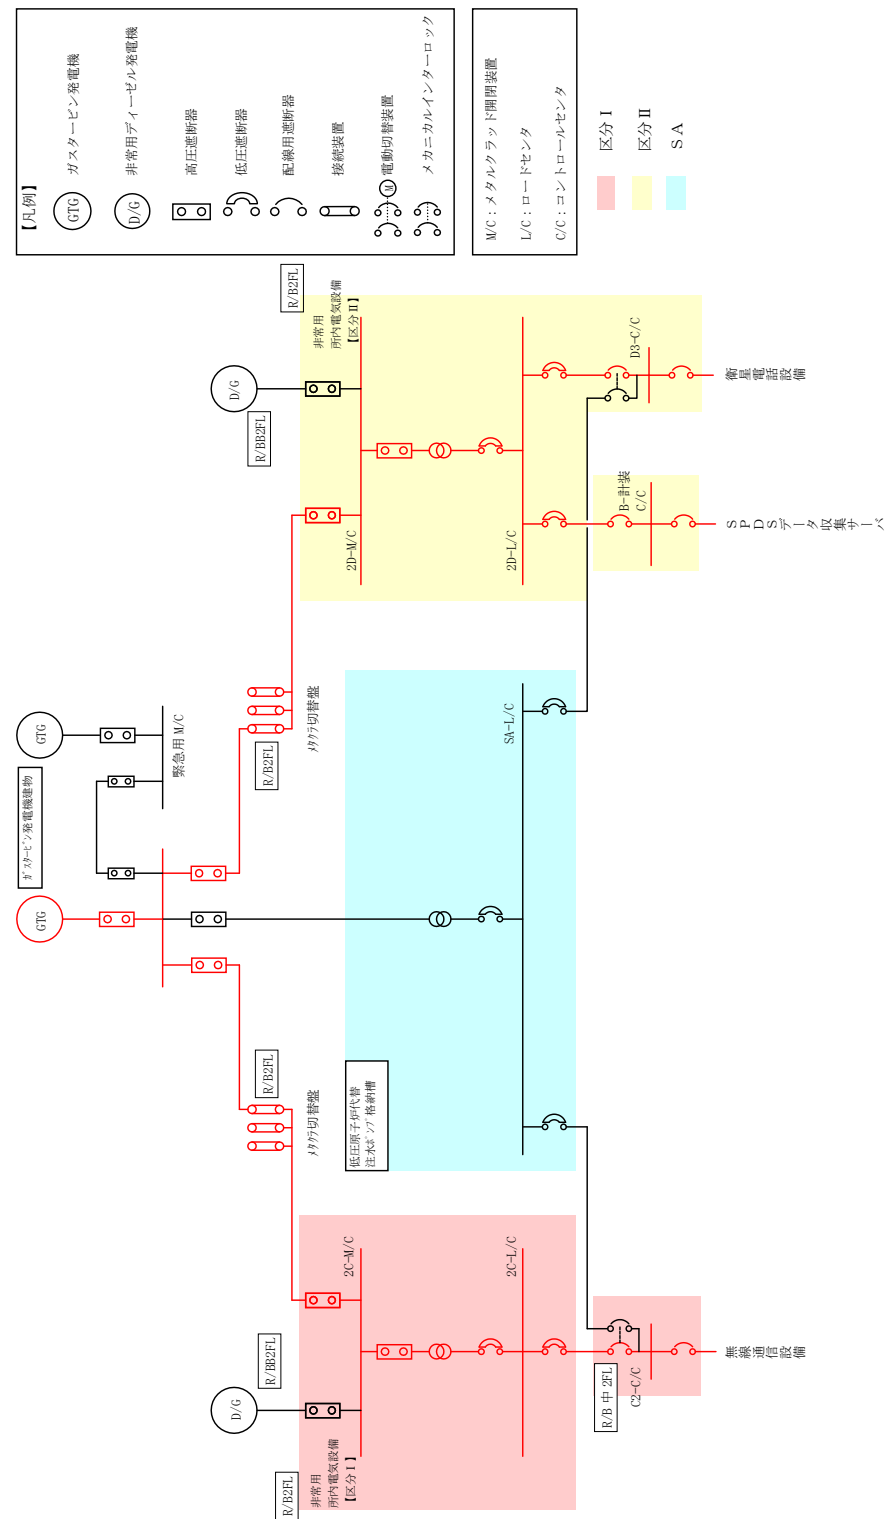 【凡例】
GTG
ガスタービン発電機
D/G
非常用ディーゼル発電機
高圧遮断器
低圧遮断器
配線用遮断器
接続装置
M
電動切替装置
メカニカルインターロック
M/C：メタルクラッド開閉装置
L/C：ロードセンタ
C/C：コントロールセンタ
区分Ⅰ
区分Ⅱ
SA
ｶﾞｽﾀｰﾋﾞﾝ発電機建物
GTG
GTG
緊急用 M/C
R/B2FL
ﾒﾀｸﾗ切替盤
R/B2FL
ﾒﾀｸﾗ切替盤
R/B2FL
非常用
所内電気設備
【区分Ⅰ】
D/G
R/BB2FL
2C-M/C
2C-L/C
R/B 中 2FL
C2-C/C
無線通信設備
低圧原子炉代替
注水ﾎﾟﾝﾌﾟ格納槽
SA-L/C
R/B2FL
非常用
所内電気設備
【区分Ⅱ】
D/G
R/BB2FL
2D-M/C
2D-L/C
B-計装
C/C
SPDSデータ収集サーバ
D3-C/C
衛星電話設備